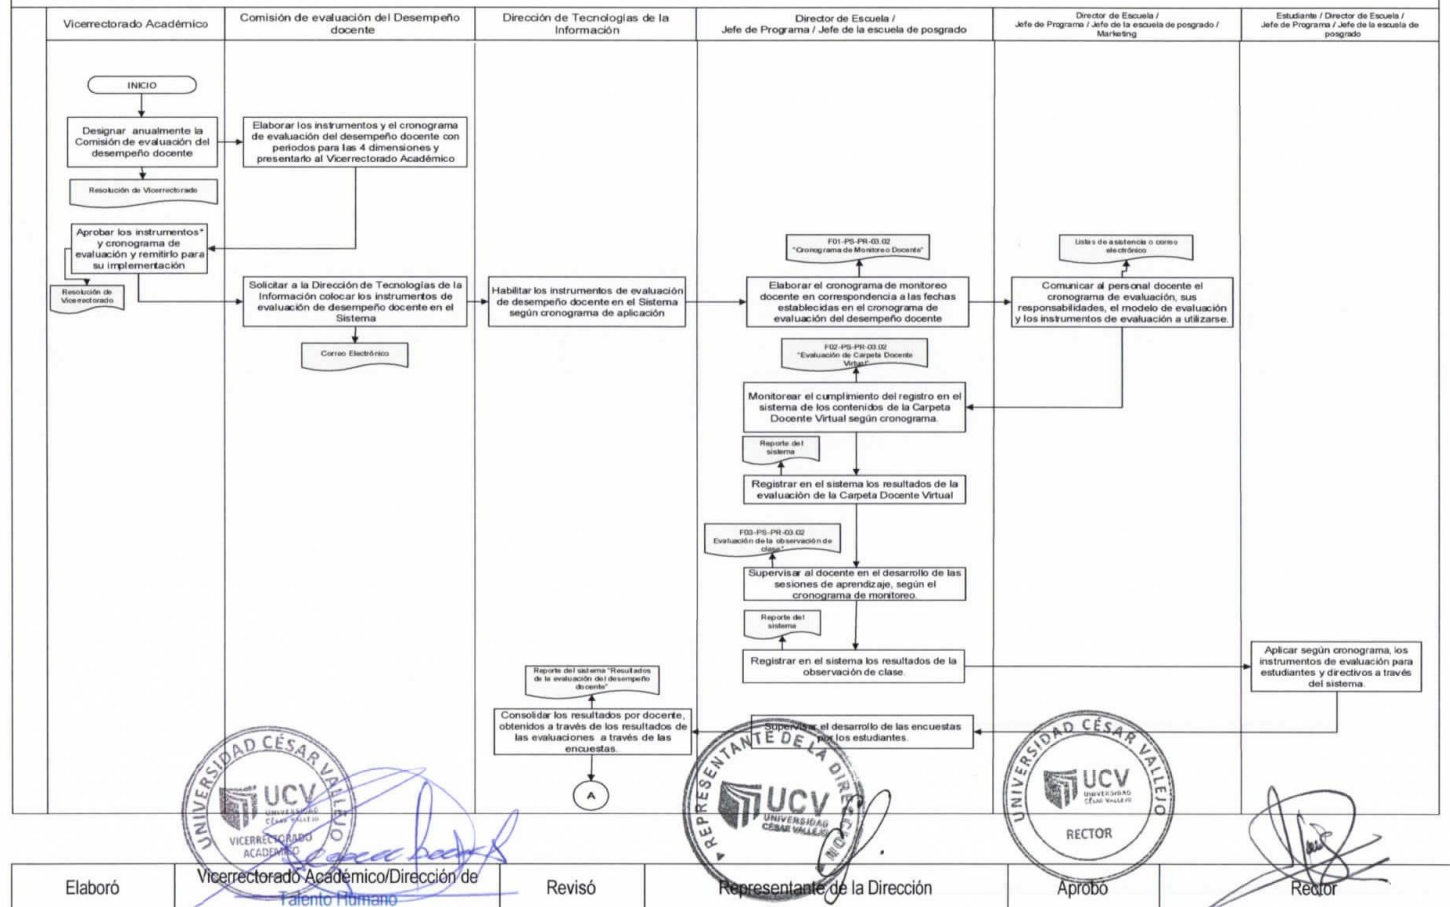 Vicerrectorado Académico
Comisión de evaluación del Desempeño
docente
Dirección de Tecnologías de la
Información
Director de Escuela /
Jefe de Programa / Jefe de la escuela de posgrado
Director de Escuela /
Jefe de Programa / Jefe de la escuela de posgrado /
Marketing
Estudiante / Director de Escuela /
Jefe de Programa / Jefe de la escuela de
posgrado
INICIO
Designar anualmente la
Comisión de evaluación del
desempeño docente
Elaborar los instrumentos y el cronograma
de evaluación del desempeño docente con
periodos para las 4 dimensiones y
presentarlo al Vicerrectorado Académico
Resolución de Vicerrectorado
Aprobar los instrumentos*
y cronograma de
evaluación y remitirlo para
su implementación
Resolución de
Vicerrectorado
Solicitar a la Dirección de Tecnologías de la
Información colocar los instrumentos de
evaluación de desempeño docente en el
Sistema
Correo Electrónico
Habilitar los instrumentos de evaluación
de desempeño docente en el Sistema
según cronograma de aplicación
F01-PS-PR-03.02
"Cronograma de Monitoreo Docente"
Elaborar el cronograma de monitoreo
docente en correspondencia a las fechas
establecidas en el cronograma de
evaluación del desempeño docente
Listas de asistencia o correo
electrónico
Comunicar al personal docente el
cronograma de evaluación, sus
responsabilidades, el modelo de evaluación
y los instrumentos de evaluación a utilizarse.
F02-PS-PR-03.02
"Evaluación de Carpeta Docente
Virtual"
Monitorear el cumplimiento del registro en el
sistema de los contenidos de la Carpeta
Docente Virtual según cronograma.
Reporte del
sistema
Registrar en el sistema los resultados de la
evaluación de la Carpeta Docente Virtual
F03-PS-PR-03.02
Evaluación de la observación de
clase"
Supervisar al docente en el desarrollo de las
sesiones de aprendizaje, según el
cronograma de monitoreo.
Reporte del
sistema
Registrar en el sistema los resultados de la
observación de clase.
Aplicar según cronograma, los
instrumentos de evaluación para
estudiantes y directivos a través
del sistema.
Reporte del sistema "Resultados
de la evaluación del desempeño
docente"
Consolidar los resultados por docente,
obtenidos a través de los resultados de
las evaluaciones a través de las
encuestas.
Supervisar el desarrollo de las encuestas
por los estudiantes.
A
UNIVERSIDAD CÉSAR VALLEJO
UCV
UNIVERSIDAD
CÉSAR VALLEJO
VICERRECTORADO
ACADÉMICO
REPRESENTANTE DE LA DIRECCIÓN
UCV
UNIVERSIDAD
CÉSAR VALLEJO
UNIVERSIDAD CÉSAR VALLEJO
UCV
UNIVERSIDAD
CÉSAR VALLEJO
RECTOR
Elaboró
Vicerrectorado Académico/Dirección de
Talento Humano
Revisó
Representante de la Dirección
Aprobó
Rector